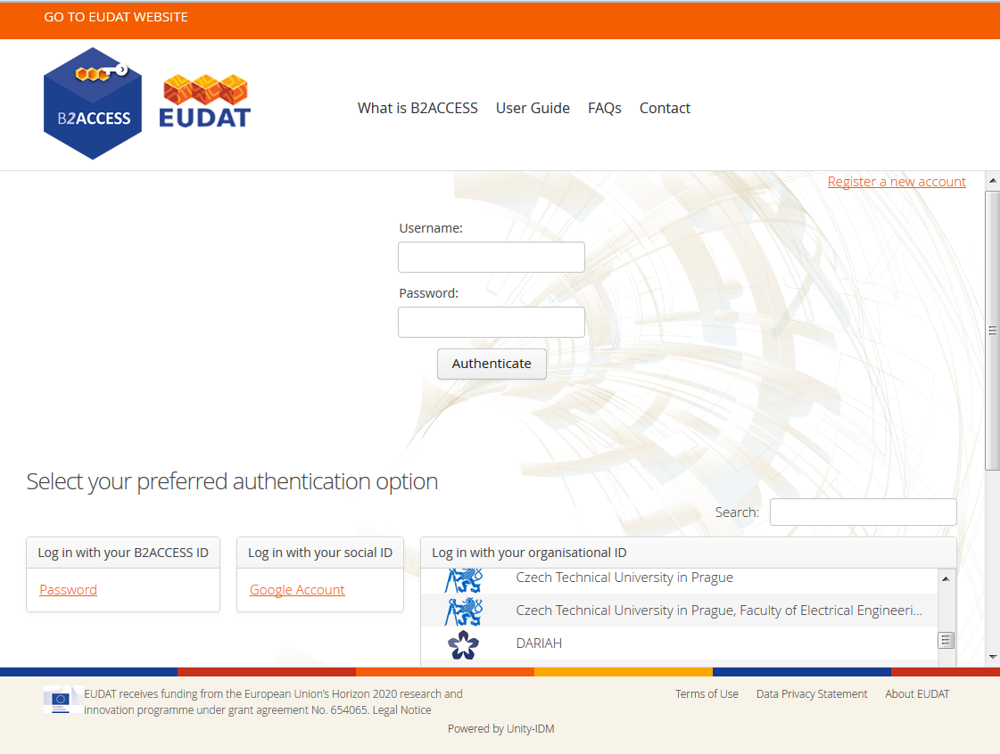 GO TO EUDAT WEBSITE
B2ACCESS
EUDAT
What is B2ACCESS User Guide FAQs Contact
Register a new account
Username:
Password:
Authenticate
Select your preferred authentication option
Search:
Log in with your B2ACCESS ID
Password
Log in with your social ID
Google Account
Log in with your organisational ID
Czech Technical University in Prague
Czech Technical University in Prague, Faculty of Electrical Engineeri...
DARIAH
EUDAT receives funding from the European Union's Horizon 2020 research and
innovation programme under grant agreement No. 654065. Legal Notice
Terms of Use Data Privacy Statement About EUDAT
Powered by Unity-IDM